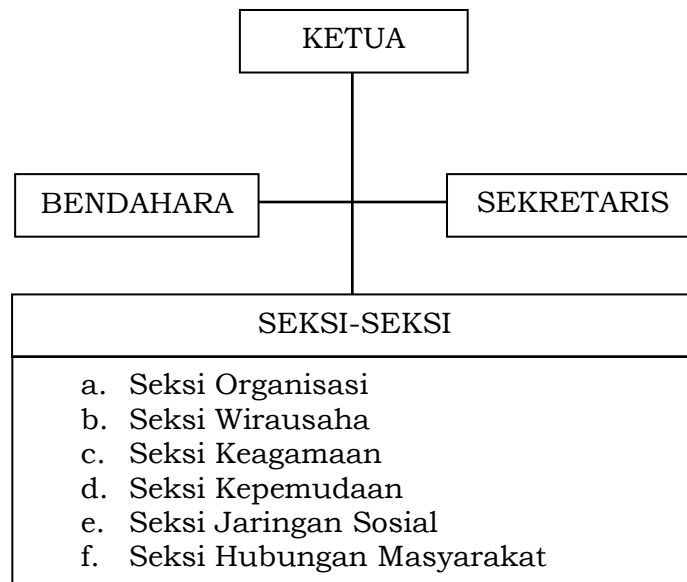 KETUA
BENDAHARA
SEKRETARIS
SEKSI-SEKSI
a. Seksi Organisasi
b. Seksi Wirausaha
c. Seksi Keagamaan
d. Seksi Kepemudaan
e. Seksi Jaringan Sosial
f. Seksi Hubungan Masyarakat